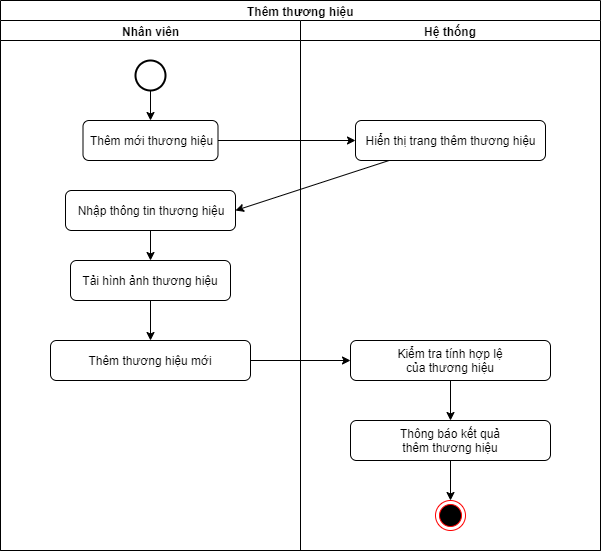 Thêm thương hiệu
Nhân viên
Hệ thống
Thêm mới thương hiệu
Hiển thị trang thêm thương hiệu
Nhập thông tin thương hiệu
Tải hình ảnh thương hiệu
Thêm thương hiệu mới
Kiểm tra tính hợp lệ
của thương hiệu
Thông báo kết quả
thêm thương hiệu